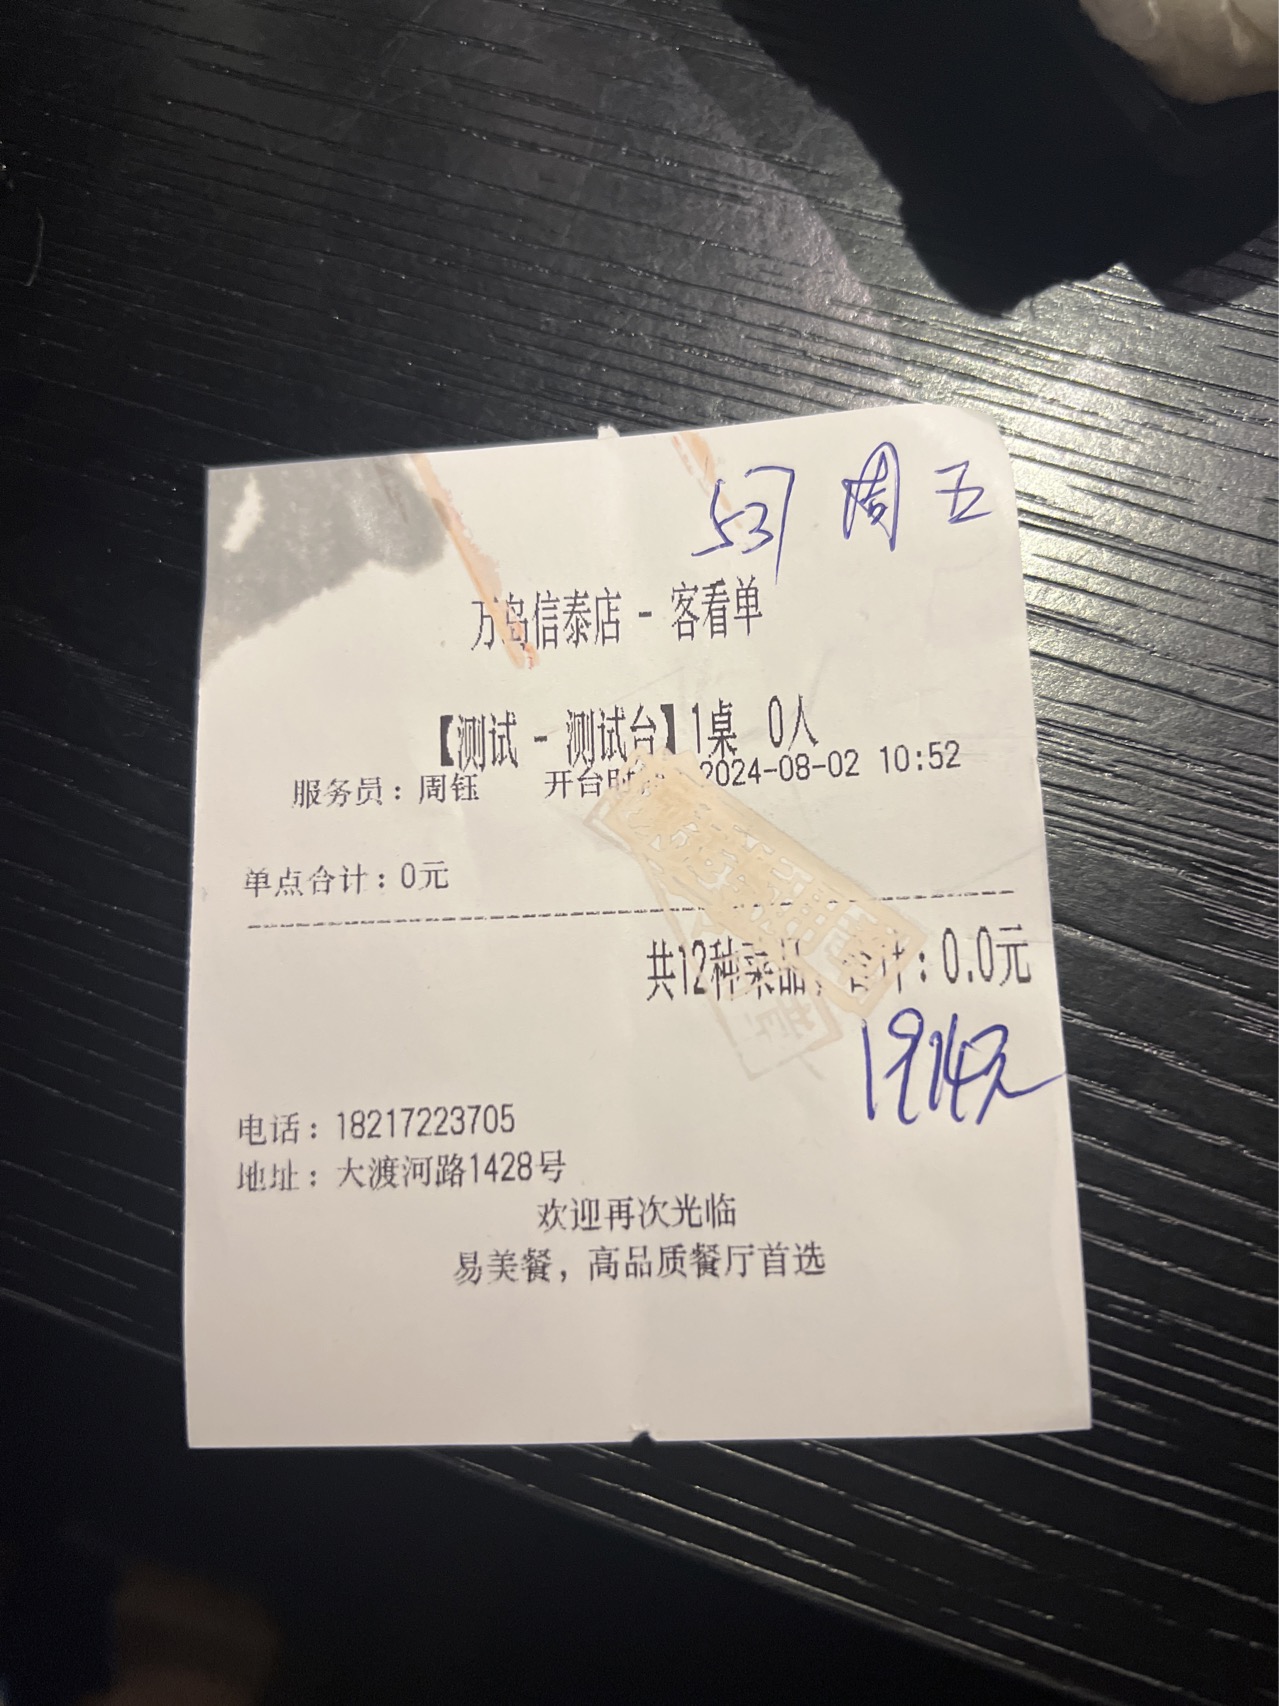 周五
万岛信泰店 - 客看单
【测试 - 测试台】1桌 0人
服务员：周钰 开台时间 2024-08-02 10:52
单点合计：0元
共12种菜品，总计：0.0元
1914元
电话：18217223705
地址：大渡河路1428号
欢迎再次光临
易美餐，高品质餐厅首选